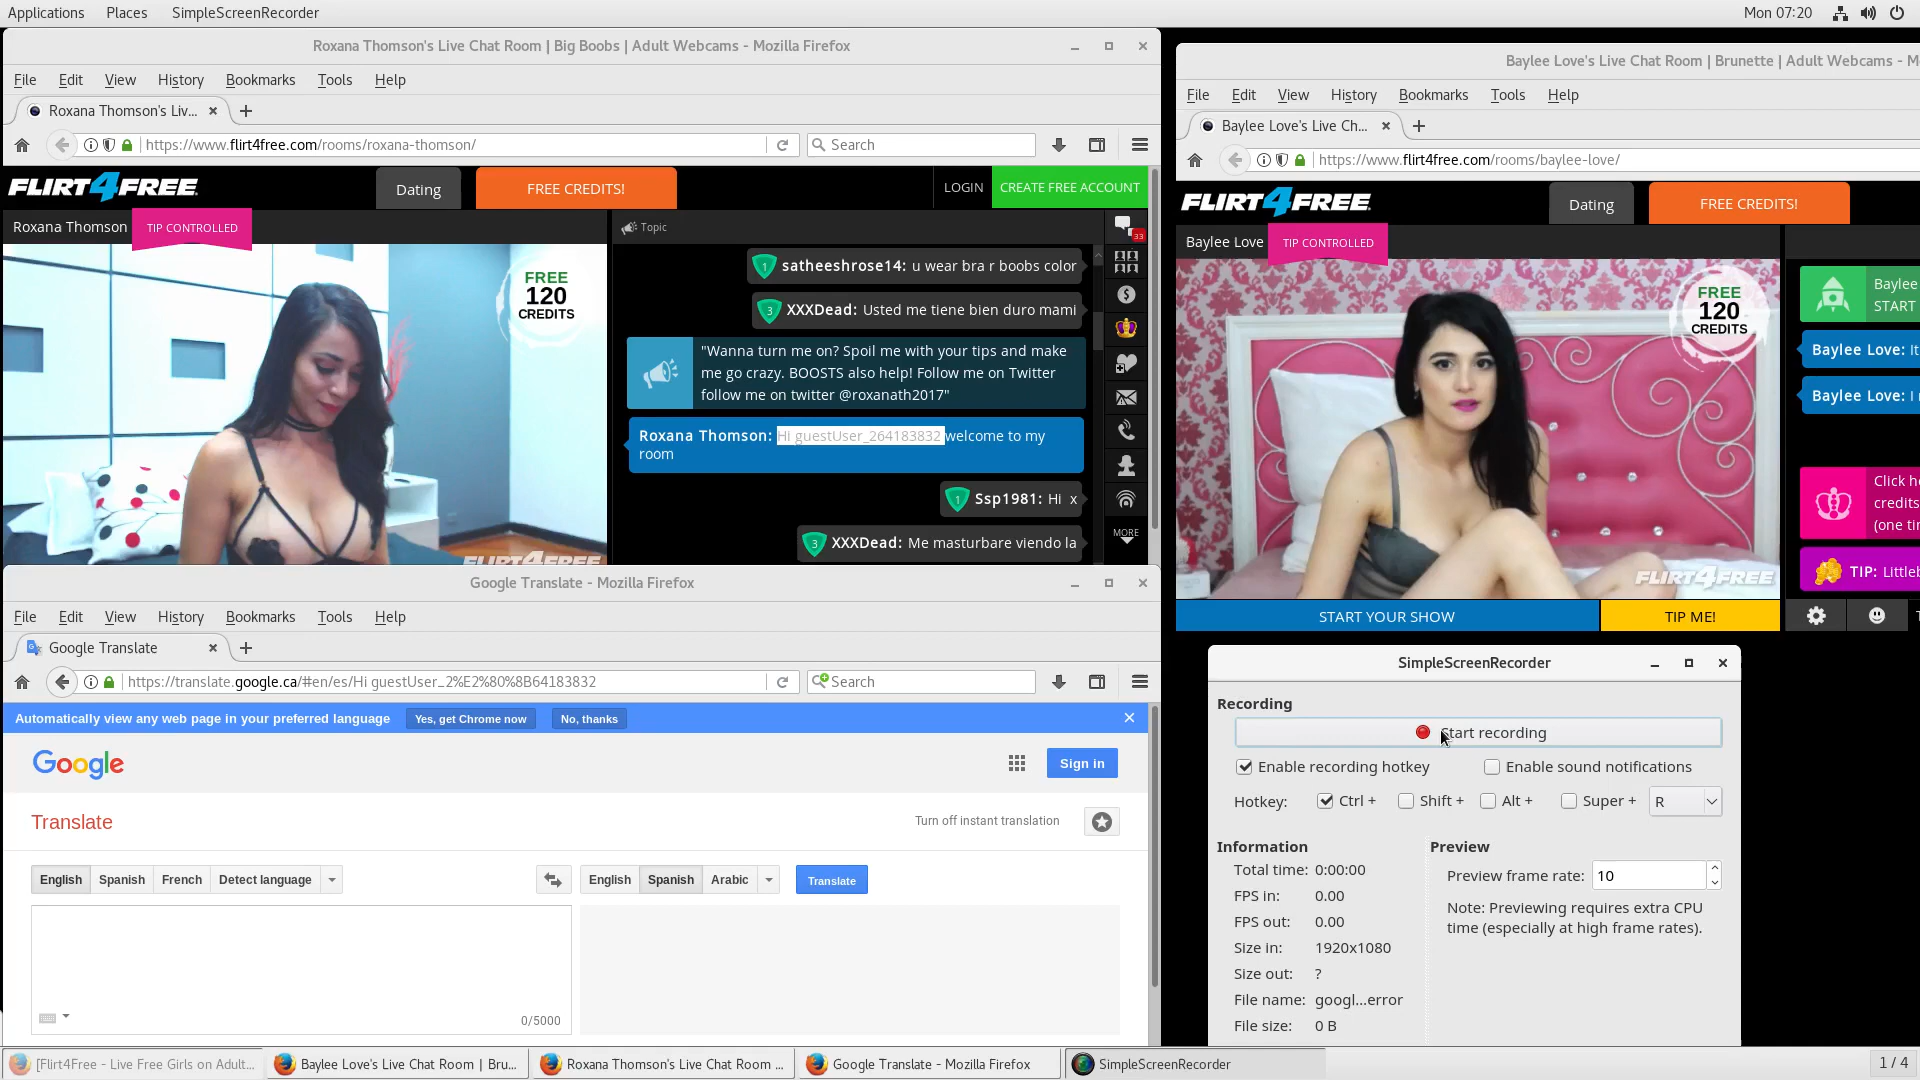 Applications Places SimpleScreenRecorder Mon 07:20
Roxana Thomson's Live Chat Room | Big Boobs | Adult Webcams - Mozilla Firefox
File Edit View History Bookmarks Tools Help
Roxana Thomson's Liv...
https://www.flirt4free.com/rooms/roxana-thomson/ Search
FLIRT4FREE Dating FREE CREDITS! LOGIN CREATE FREE ACCOUNT
Roxana Thomson TIP CONTROLLED Topic 33
FREE
120
CREDITS
FLIRT4FREE
1 satheeshrose14: u wear bra r boobs color
3 XXXDead: Usted me tiene bien duro mami
"Wanna turn me on? Spoil me with your tips and make
me go crazy. BOOSTS also help! Follow me on Twitter
follow me on twitter @roxanath2017"
Roxana Thomson: Hi guestUser_264183832 welcome to my
room
1 Ssp1981: Hi x
3 XXXDead: Me masturbare viendo la
MORE
Baylee Love's Live Chat Room | Brunette | Adult Webcams - M
File Edit View History Bookmarks Tools Help
Baylee Love's Live Ch...
https://www.flirt4free.com/rooms/baylee-love/
FLIRT4FREE Dating FREE CREDITS!
Baylee Love TIP CONTROLLED
FREE
120
CREDITS
FLIRT4FREE
Baylee
START
Baylee Love: It
Baylee Love: I
Click h
credits
(one ti
TIP: Little
START YOUR SHOW TIP ME!
Google Translate - Mozilla Firefox
File Edit View History Bookmarks Tools Help
Google Translate
https://translate.google.ca/#en/es/Hi guestUser_2%E2%80%8B64183832 Search
Automatically view any web page in your preferred language Yes, get Chrome now No, thanks
Google Sign in
Translate Turn off instant translation
English Spanish French Detect language English Spanish Arabic Translate
0/5000
SimpleScreenRecorder
Recording
Start recording
Enable recording hotkey Enable sound notifications
Hotkey: Ctrl + Shift + Alt + Super + R
Information Preview
Total time: 0:00:00 Preview frame rate: 10
FPS in: 0.00
FPS out: 0.00
Note: Previewing requires extra CPU
time (especially at high frame rates).
Size in: 1920x1080
Size out: ?
File name: googl...error
File size: 0 B
[Flirt4Free - Live Free Girls on Adult... Baylee Love's Live Chat Room | Bru... Roxana Thomson's Live Chat Room ... Google Translate - Mozilla Firefox SimpleScreenRecorder 1 / 4